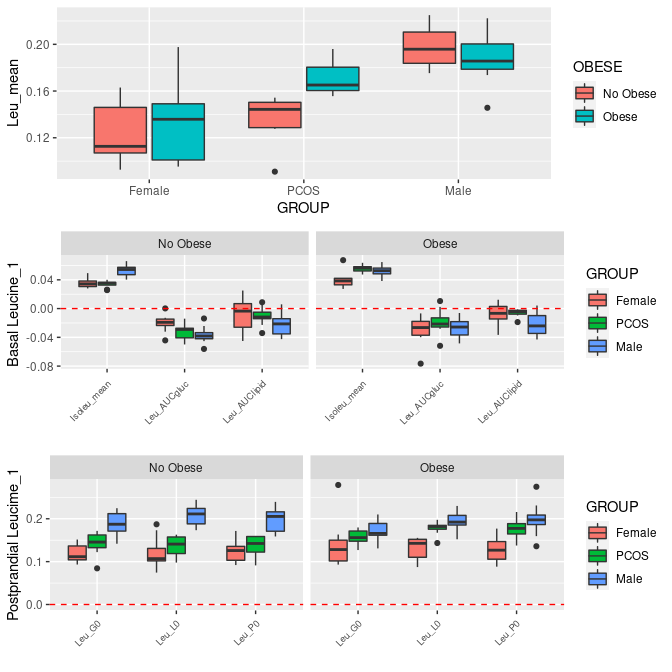 Leu_mean
0.20
0.16
0.12
Female
PCOS
Male
GROUP
OBESE
No Obese
Obese
No Obese
Obese
Basal Leucine_1
0.04
0.00
-0.04
-0.08
Isoleu_mean
Leu_AUCgluc
Leu_AUClipid
Isoleu_mean
Leu_AUCgluc
Leu_AUClipid
GROUP
Female
PCOS
Male
No Obese
Obese
Postprandial Leucime_1
0.2
0.1
0.0
Leu_G0
Leu_L0
Leu_P0
Leu_G0
Leu_L0
Leu_P0
GROUP
Female
PCOS
Male